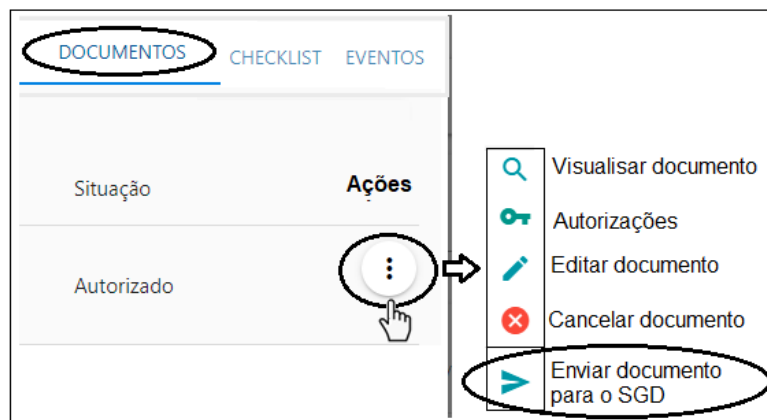 DOCUMENTOS CHECKLIST EVENTOS
Situação Ações
Autorizado
Visualisar documento
Autorizações
Editar documento
Cancelar documento
Enviar documento
para o SGD